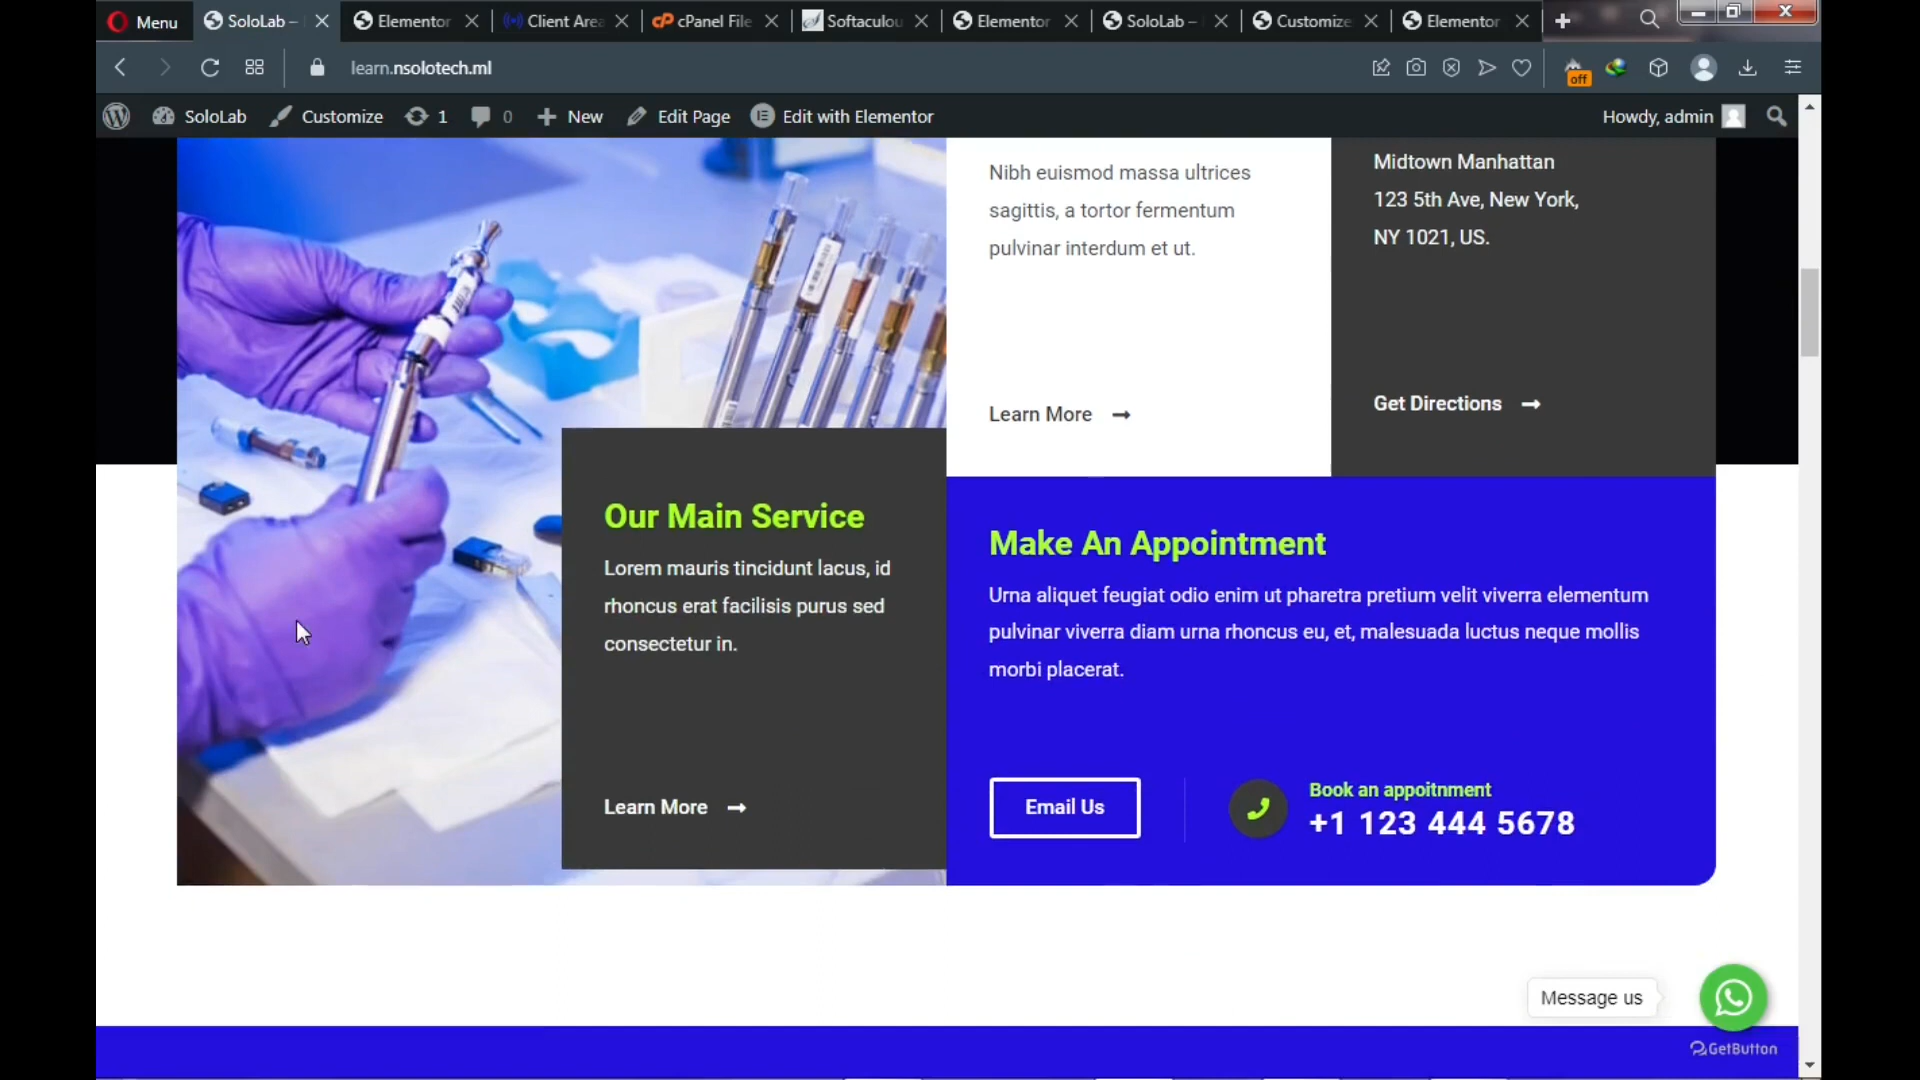 Menu
SoloLab –
Elementor
Client Area
cPanel File
Softaculou
Elementor
SoloLab –
Customize
Elementor
learn.nsolotech.ml
off
SoloLab
Customize
1
0
New
Edit Page
Edit with Elementor
Howdy, admin
Nibh euismod massa ultrices
sagittis, a tortor fermentum
pulvinar interdum et ut.
Learn More
Midtown Manhattan
123 5th Ave, New York,
NY 1021, US.
Get Directions
Our Main Service
Lorem mauris tincidunt lacus, id
rhoncus erat facilisis purus sed
consectetur in.
Learn More
Make An Appointment
Urna aliquet feugiat odio enim ut pharetra pretium velit viverra elementum
pulvinar viverra diam urna rhoncus eu, et, malesuada luctus neque mollis
morbi placerat.
Email Us
Book an appoitnment
+1 123 444 5678
Message us
GetButton